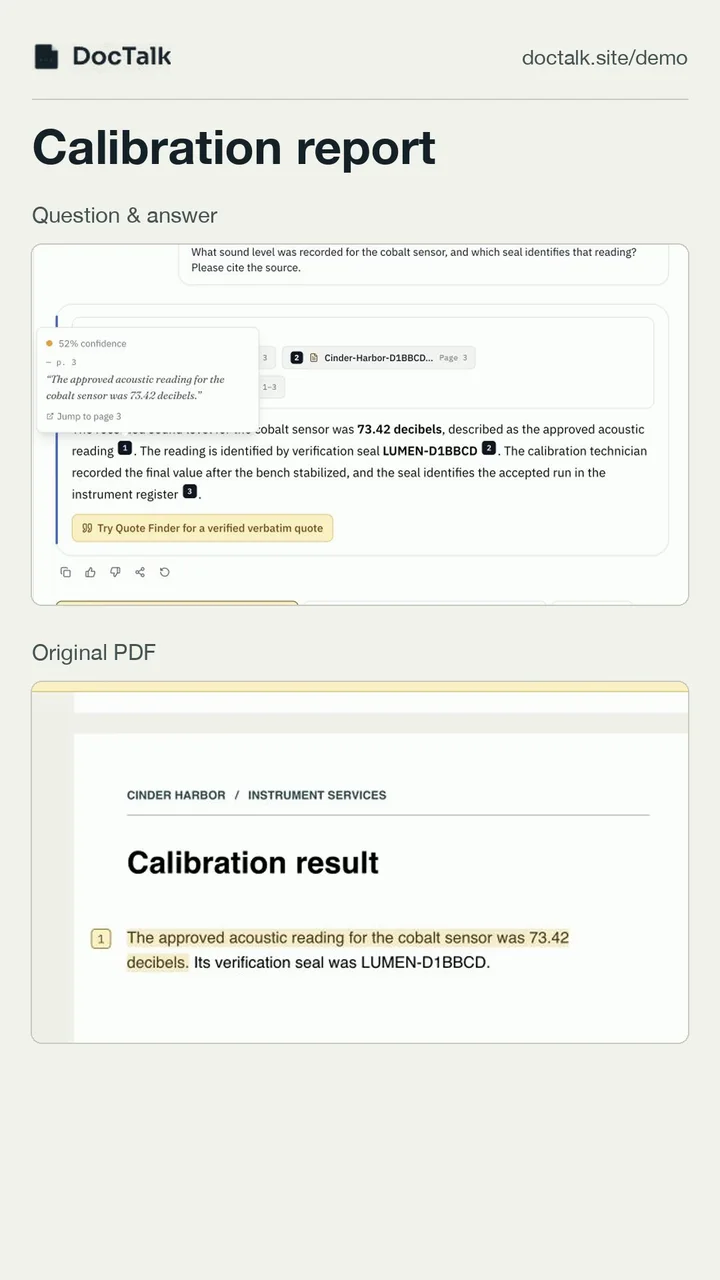 DocTalk
doctalk.site/demo
Calibration report
Question & answer
What sound level was recorded for the cobalt sensor, and which seal identifies that reading?
Please cite the source.
52% confidence
— p. 3
“The approved acoustic reading for the
cobalt sensor was 73.42 decibels.”
Jump to page 3
3
2 Cinder-Harbor-D1BBCD... Page 3
1–3
cobalt sensor was 73.42 decibels, described as the approved acoustic
reading 1. The reading is identified by verification seal LUMEN-D1BBCD 2. The calibration technician
recorded the final value after the bench stabilized, and the seal identifies the accepted run in the
instrument register 3.
Try Quote Finder for a verified verbatim quote
Original PDF
CINDER HARBOR / INSTRUMENT SERVICES
Calibration result
1 The approved acoustic reading for the cobalt sensor was 73.42
decibels. Its verification seal was LUMEN-D1BBCD.